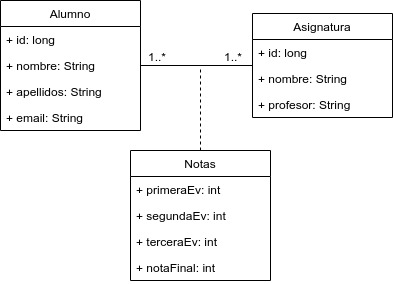 Alumno
+ id: long
+ nombre: String
+ apellidos: String
+ email: String
1..*
1..*
Asignatura
+ id: long
+ nombre: String
+ profesor: String
Notas
+ primeraEv: int
+ segundaEv: int
+ terceraEv: int
+ notaFinal: int